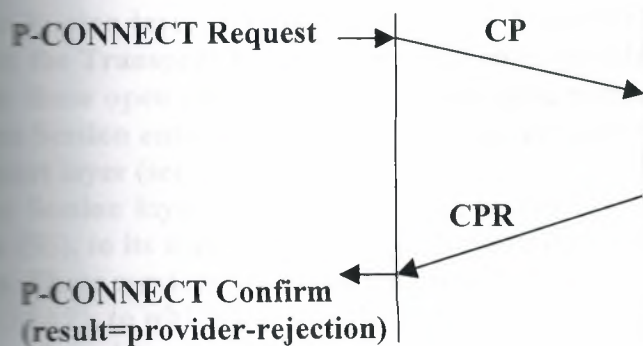 P-CONNECT Request
CP
CPR
P-CONNECT Confirm
(result=provider-rejection)